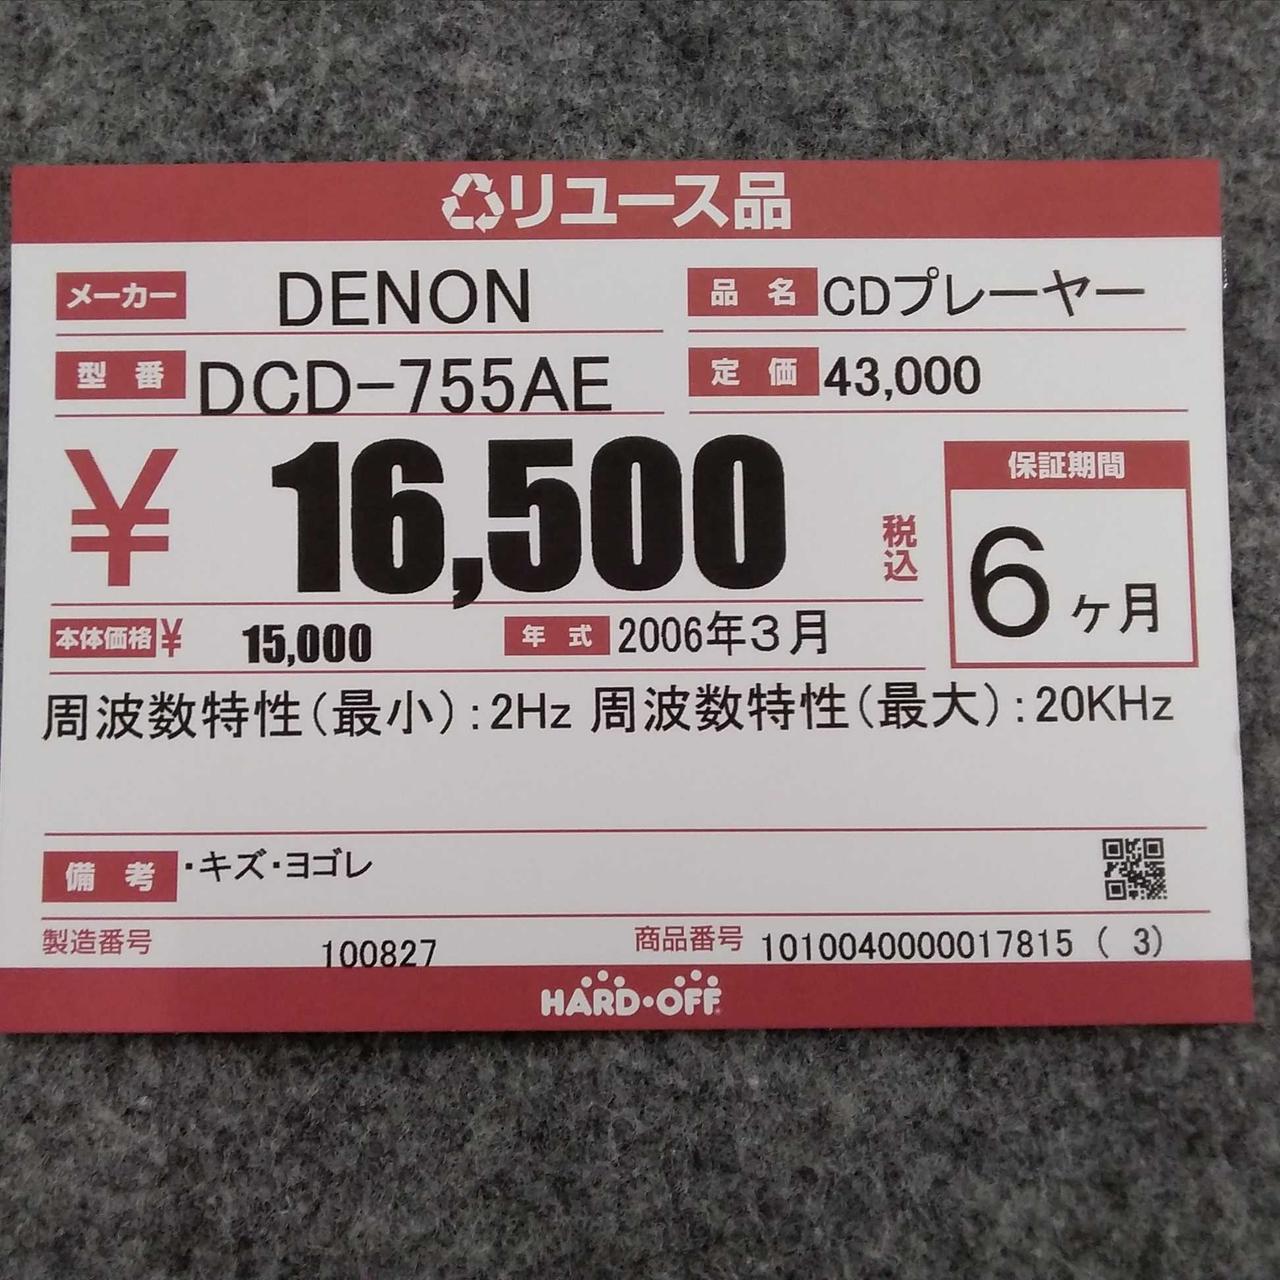 リユース品
メーカー DENON 品名 CDプレーヤー
型番 DCD-755AE 定価 43,000
¥ 16,500 税込
保証期間
6ヶ月
本体価格¥ 15,000 年式 2006年3月
周波数特性(最小):2Hz 周波数特性(最大):20KHz
備考 ・キズ・ヨゴレ
製造番号 100827 商品番号 1010040000017815 ( 3)
HARD・OFF